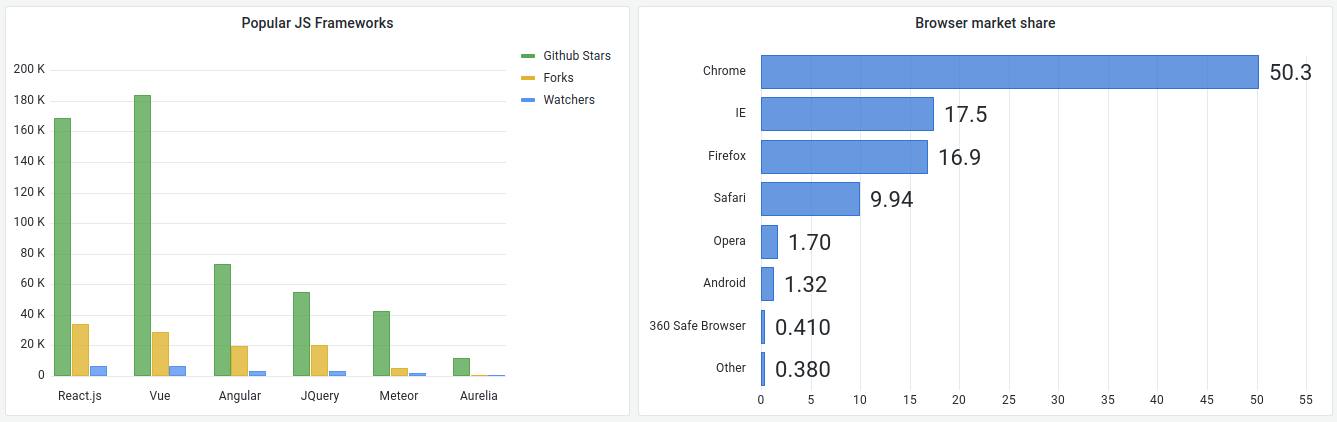 Popular JS Frameworks
Github Stars
Forks
Watchers
200 K
180 K
160 K
140 K
120 K
100 K
80 K
60 K
40 K
20 K
0
React.js Vue Angular JQuery Meteor Aurelia
Browser market share
Chrome 50.3
IE 17.5
Firefox 16.9
Safari 9.94
Opera 1.70
Android 1.32
360 Safe Browser 0.410
Other 0.380
0 5 10 15 20 25 30 35 40 45 50 55